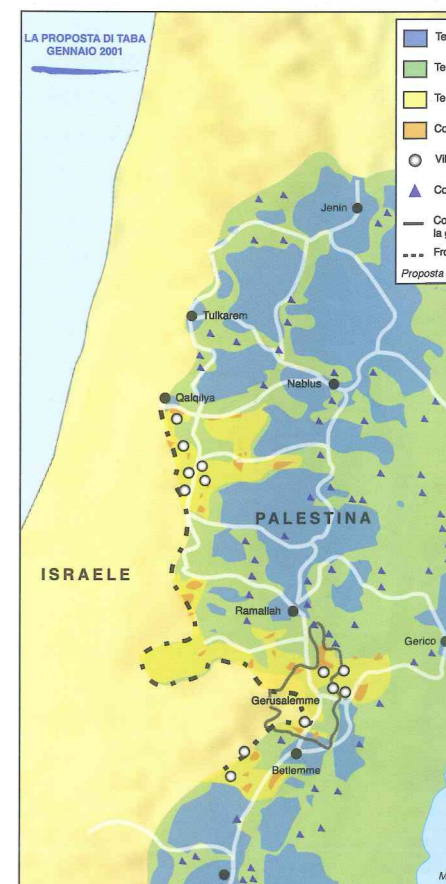 LA PROPOSTA DI TABA
GENNAIO 2001
Te
Te
Te
Co
Vil
Co
Co
la g
Fro
Proposta
Jenin
Tulkarem
Nablus
Qalqilya
PALESTINA
ISRAELE
Ramallah
Gerico
Gerusalemme
Betlemme
M